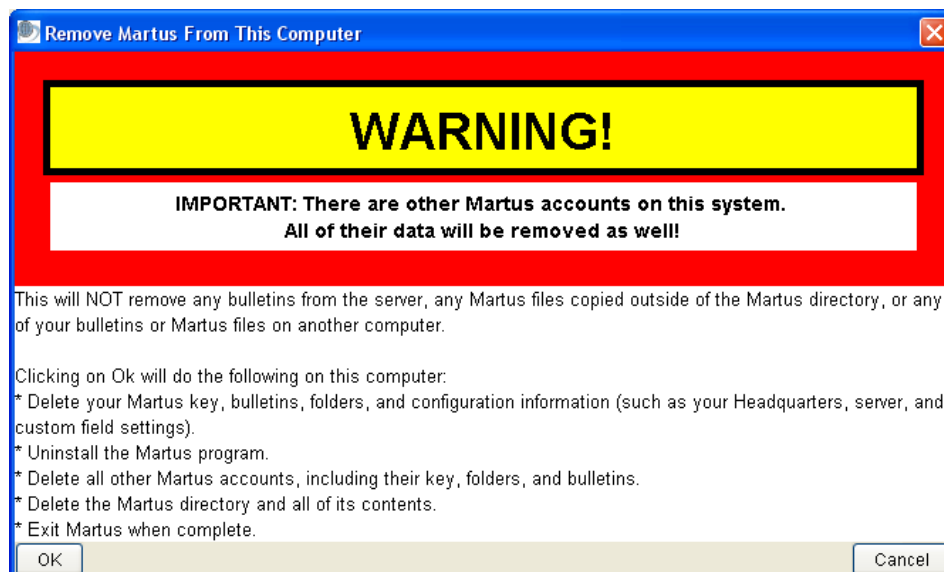 Remove Martus From This Computer
WARNING!
IMPORTANT: There are other Martus accounts on this system.
All of their data will be removed as well!
This will NOT remove any bulletins from the server, any Martus files copied outside of the Martus directory, or any
of your bulletins or Martus files on another computer.
Clicking on Ok will do the following on this computer:
* Delete your Martus key, bulletins, folders, and configuration information (such as your Headquarters, server, and
custom field settings).
* Uninstall the Martus program.
* Delete all other Martus accounts, including their key, folders, and bulletins.
* Delete the Martus directory and all of its contents.
* Exit Martus when complete.
OK Cancel